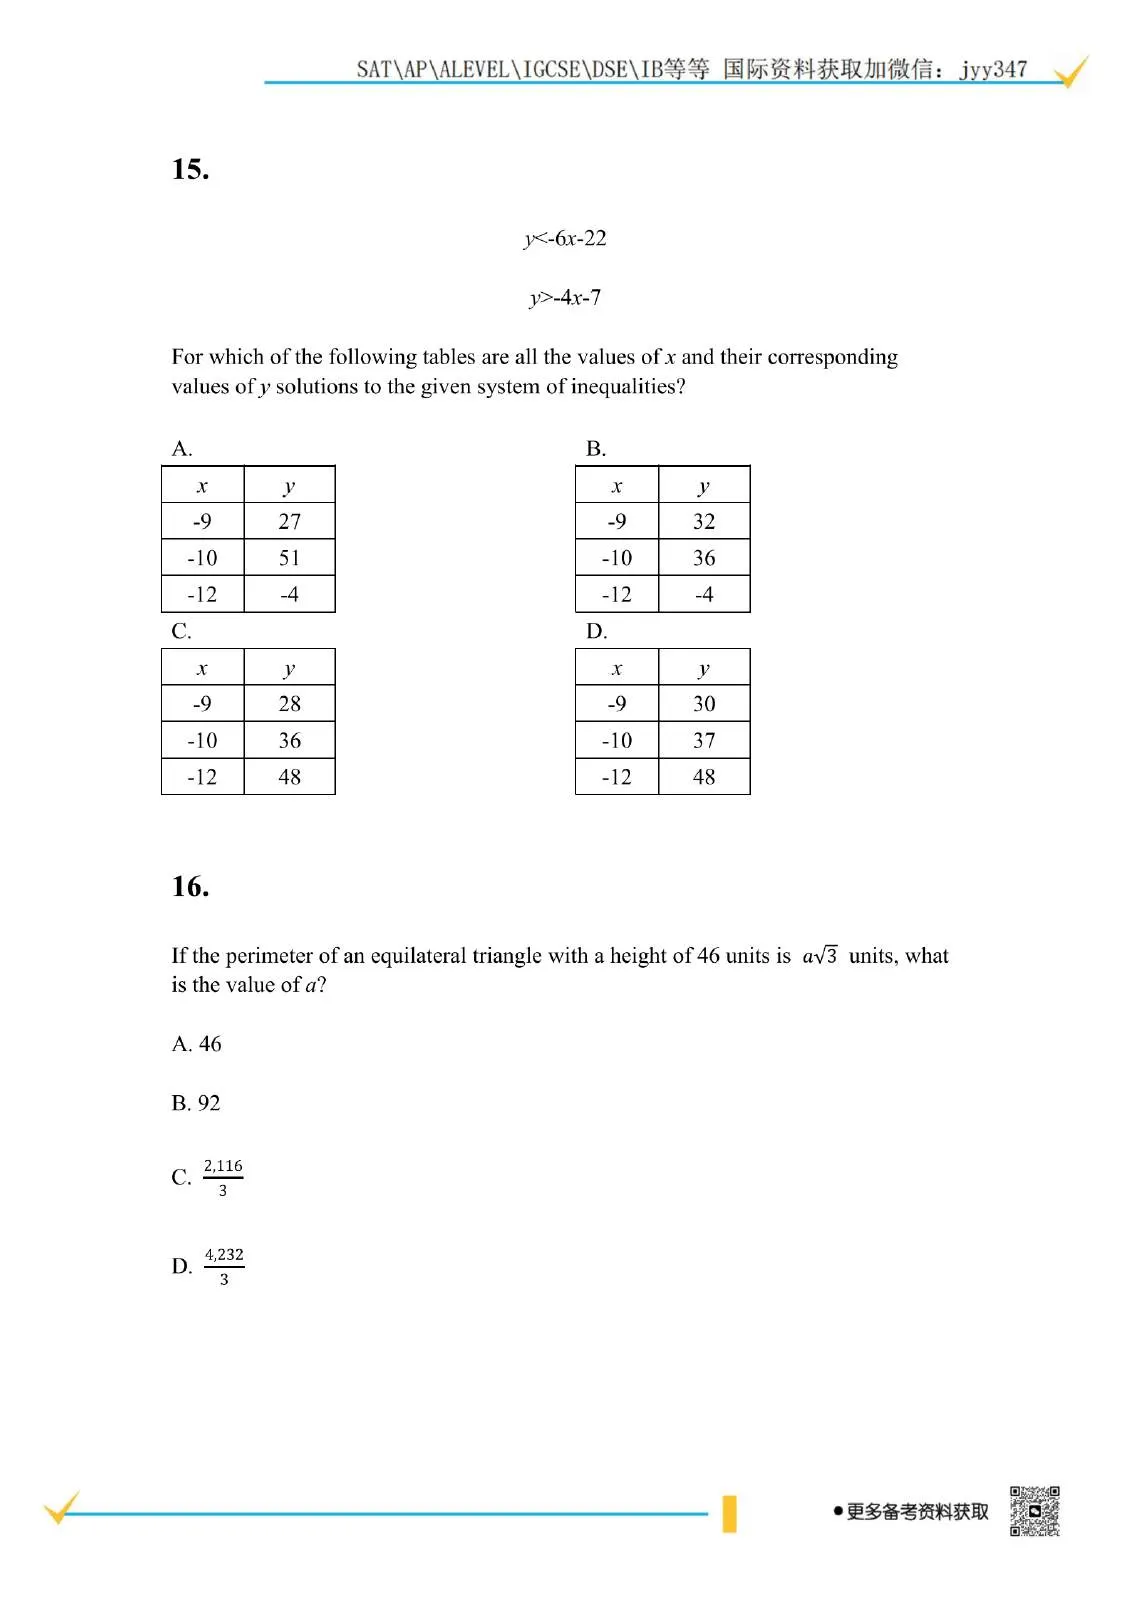 SAT\AP\ALEVEL\IGCSE\DSE\IB等等 国际资料获取加微信：jyy347
15.
y<-6x-22
y>-4x-7
For which of the following tables are all the values of x and their corresponding
values of y solutions to the given system of inequalities?
A.
x y
-9 27
-10 51
-12 -4
B.
x y
-9 32
-10 36
-12 -4
C.
x y
-9 28
-10 36
-12 48
D.
x y
-9 30
-10 37
-12 48
16.
If the perimeter of an equilateral triangle with a height of 46 units is a√3 units, what
is the value of a?
A. 46
B. 92
C. 2,116/3
D. 4,232/3
●更多备考资料获取